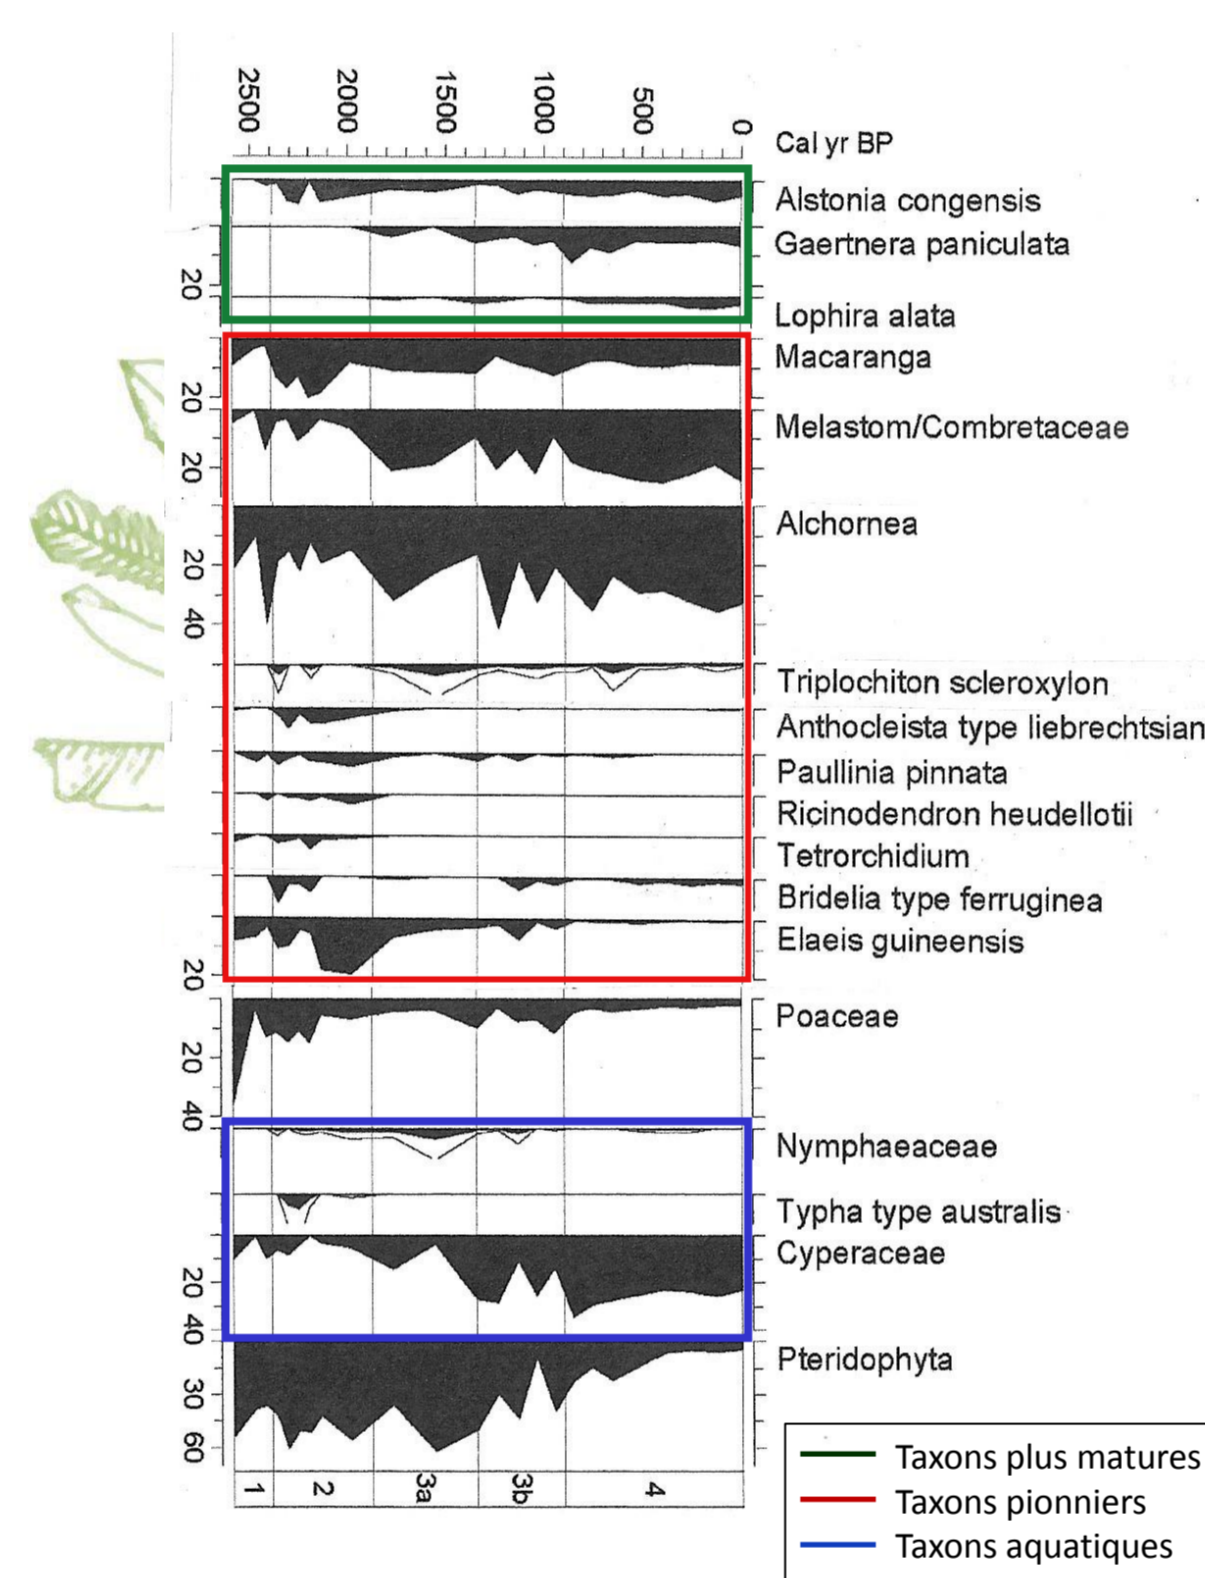 2500
2000
1500
1000
500
0
Cal yr BP
Alstonia congensis
Gaertnera paniculata
20
Lophira alata
Macaranga
20
Melastom/Combretaceae
20
Alchornea
20
40
Triplochiton scleroxylon
Anthocleista type liebrechtsian
Paullinia pinnata
Ricinodendron heudellotii
Tetrorchidium
Bridelia type ferruginea
Elaeis guineensis
20
Poaceae
20
40
Nymphaeaceae
Typha type australis
Cyperaceae
20
40
Pteridophyta
30
60
1
2
3a
3b
4
Taxons plus matures
Taxons pionniers
Taxons aquatiques